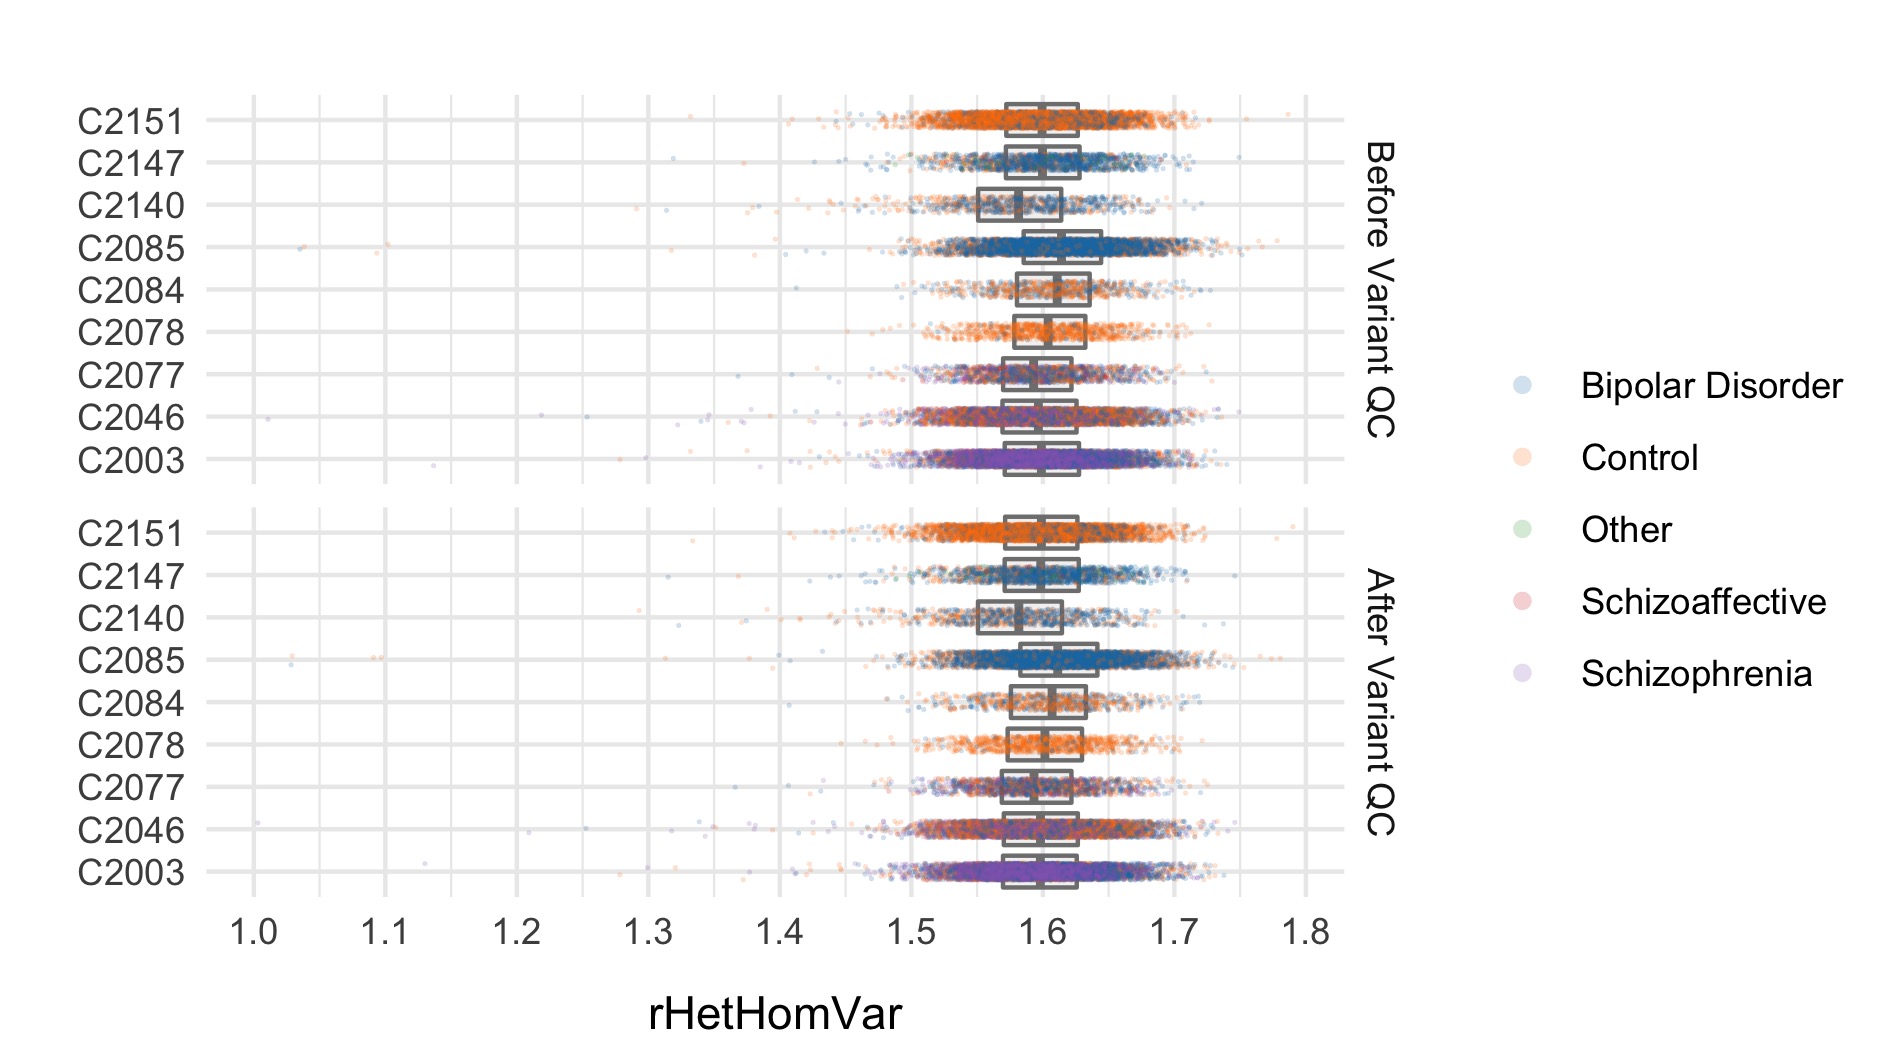 C2151
C2147
C2140
C2085
C2084
C2078
C2077
C2046
C2003
Before Variant QC
C2151
C2147
C2140
C2085
C2084
C2078
C2077
C2046
C2003
After Variant QC
1.0 1.1 1.2 1.3 1.4 1.5 1.6 1.7 1.8
rHetHomVar
Bipolar Disorder
Control
Other
Schizoaffective
Schizophrenia